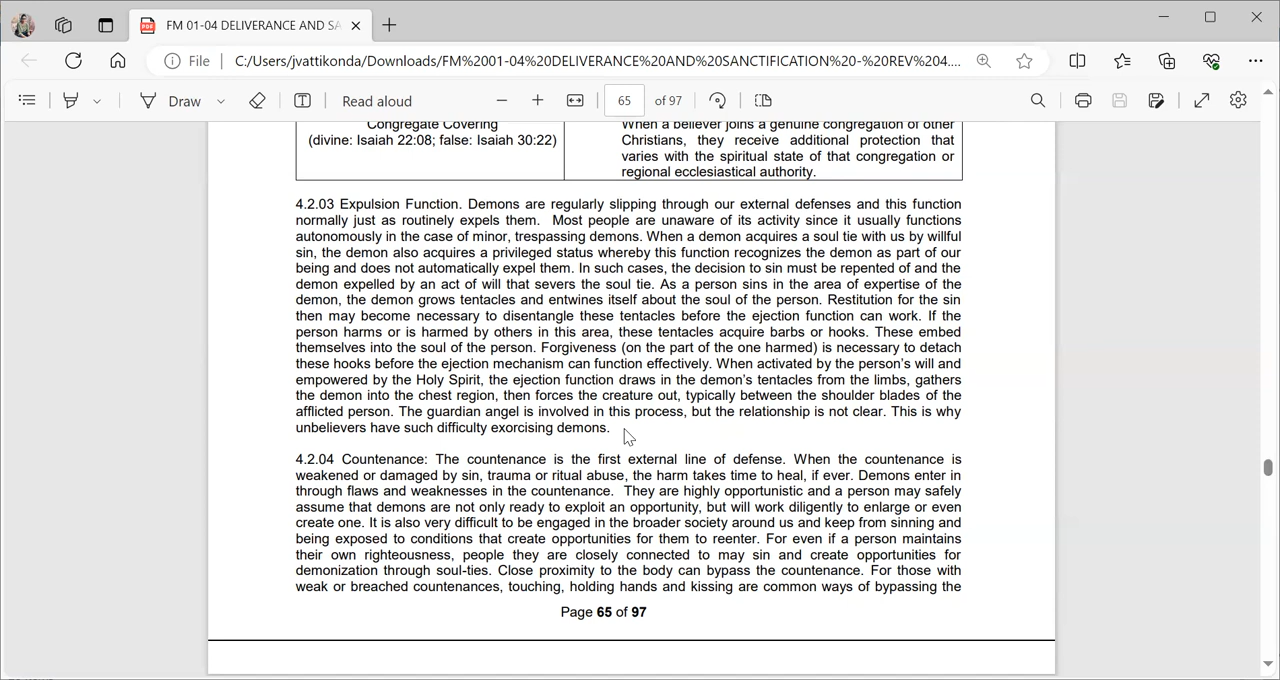 FM 01-04 DELIVERANCE AND SA
File
C:/Users/jvattikonda/Downloads/FM%2001-04%20DELIVERANCE%20AND%20SANCTIFICATION%20-%20REV%204....
Draw
Read aloud
65
of 97
Congregate Covering
(divine: Isaiah 22:08; false: Isaiah 30:22)
When a believer joins a genuine congregation of other
Christians, they receive additional protection that
varies with the spiritual state of that congregation or
regional ecclesiastical authority.
4.2.03 Expulsion Function. Demons are regularly slipping through our external defenses and this function
normally just as routinely expels them. Most people are unaware of its activity since it usually functions
autonomously in the case of minor, trespassing demons. When a demon acquires a soul tie with us by willful
sin, the demon also acquires a privileged status whereby this function recognizes the demon as part of our
being and does not automatically expel them. In such cases, the decision to sin must be repented of and the
demon expelled by an act of will that severs the soul tie. As a person sins in the area of expertise of the
demon, the demon grows tentacles and entwines itself about the soul of the person. Restitution for the sin
then may become necessary to disentangle these tentacles before the ejection function can work. If the
person harms or is harmed by others in this area, these tentacles acquire barbs or hooks. These embed
themselves into the soul of the person. Forgiveness (on the part of the one harmed) is necessary to detach
these hooks before the ejection mechanism can function effectively. When activated by the person's will and
empowered by the Holy Spirit, the ejection function draws in the demon's tentacles from the limbs, gathers
the demon into the chest region, then forces the creature out, typically between the shoulder blades of the
afflicted person. The guardian angel is involved in this process, but the relationship is not clear. This is why
unbelievers have such difficulty exorcising demons.
4.2.04 Countenance: The countenance is the first external line of defense. When the countenance is
weakened or damaged by sin, trauma or ritual abuse, the harm takes time to heal, if ever. Demons enter in
through flaws and weaknesses in the countenance. They are highly opportunistic and a person may safely
assume that demons are not only ready to exploit an opportunity, but will work diligently to enlarge or even
create one. It is also very difficult to be engaged in the broader society around us and keep from sinning and
being exposed to conditions that create opportunities for them to reenter. For even if a person maintains
their own righteousness, people they are closely connected to may sin and create opportunities for
demonization through soul-ties. Close proximity to the body can bypass the countenance. For those with
weak or breached countenances, touching, holding hands and kissing are common ways of bypassing the
Page 65 of 97